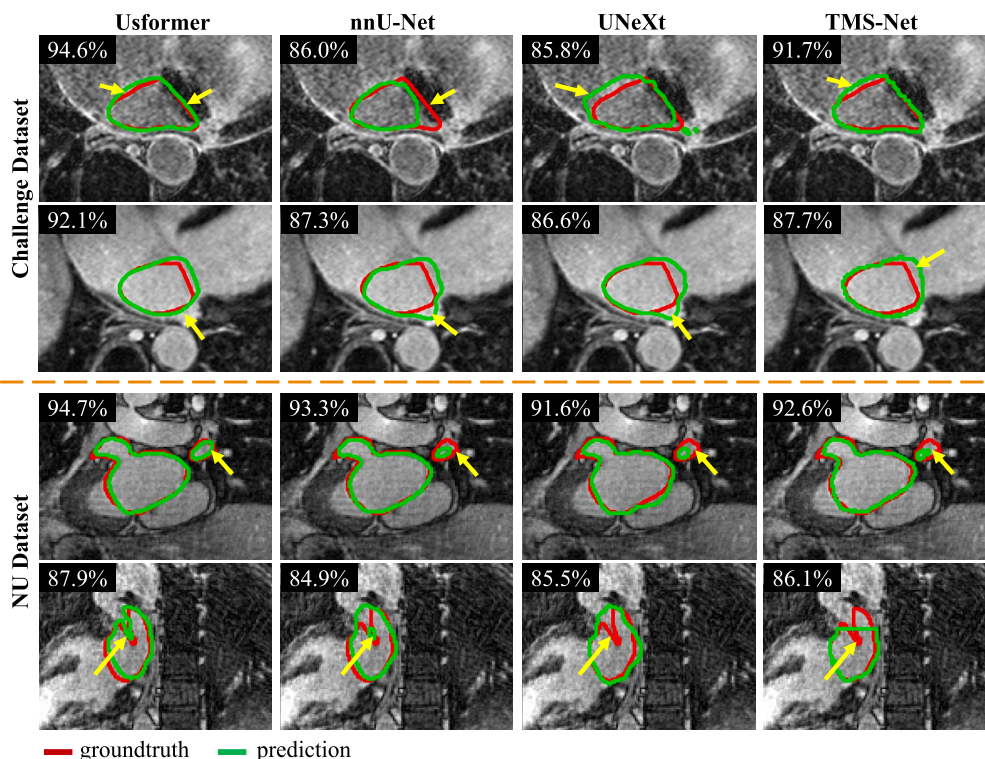 Usformer nnU-Net UNeXt TMS-Net
Challenge Dataset
94.6% 86.0% 85.8% 91.7%
92.1% 87.3% 86.6% 87.7%
NU Dataset
94.7% 93.3% 91.6% 92.6%
87.9% 84.9% 85.5% 86.1%
groundtruth prediction